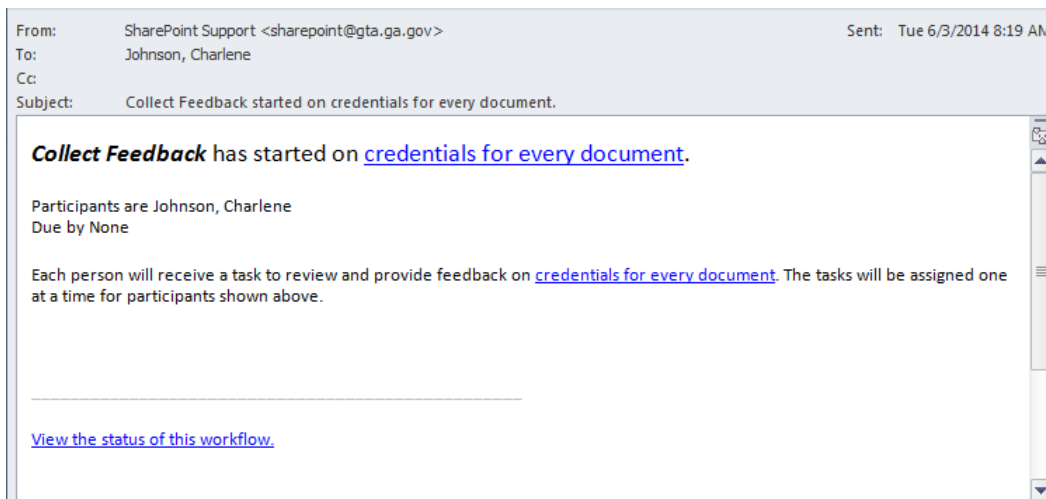 From: SharePoint Support <sharepoint@gta.ga.gov> Sent: Tue 6/3/2014 8:19 AM
To: Johnson, Charlene
Cc:
Subject: Collect Feedback started on credentials for every document.
Collect Feedback has started on credentials for every document.
Participants are Johnson, Charlene
Due by None
Each person will receive a task to review and provide feedback on credentials for every document. The tasks will be assigned one
at a time for participants shown above.
View the status of this workflow.